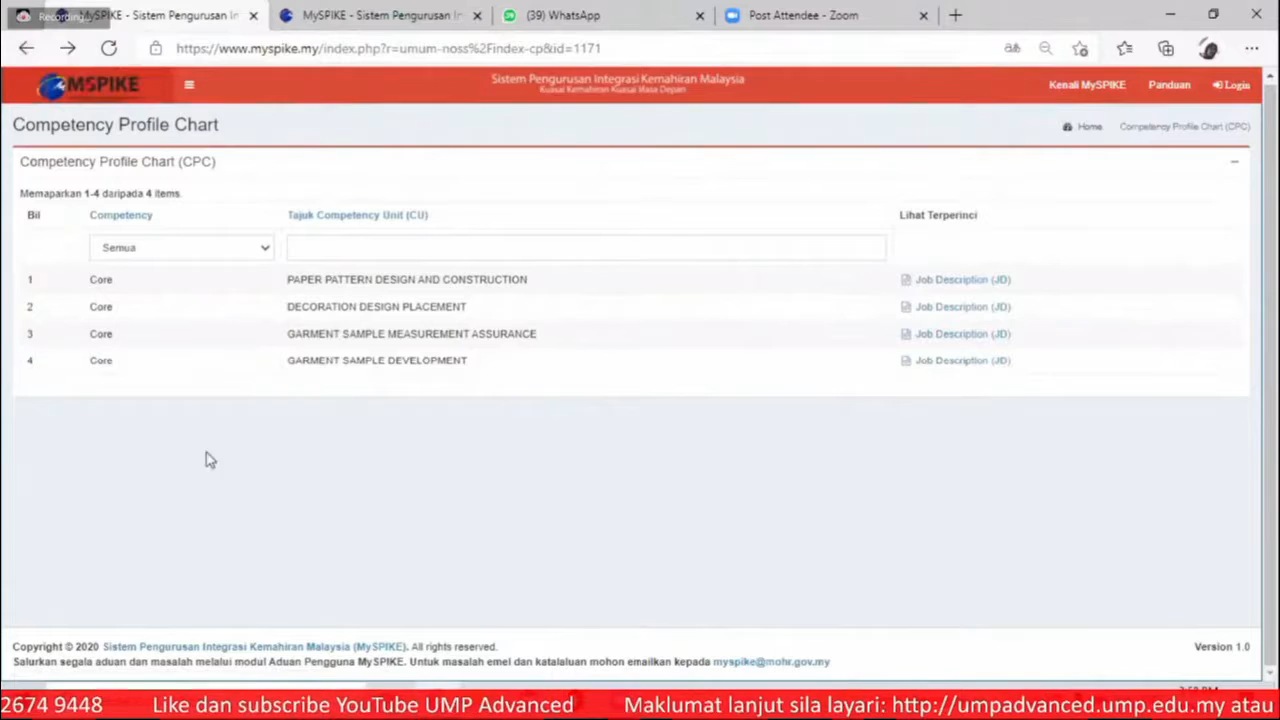 Recording...
MySPIKE - Sistem Pengurusan In
MySPIKE - Sistem Pengurusan In
(39) WhatsApp
Post Attendee - Zoom
https://www.myspike.my/index.php?r=umum-noss%2Findex-cp&id=1171
MSPIKE
Sistem Pengurusan Integrasi Kemahiran Malaysia
Kuasai Kemahiran Kuasai Masa Depan
Kenali MySPIKE
Panduan
Login
Competency Profile Chart
Home
Competency Profile Chart (CPC)
Competency Profile Chart (CPC)
Memaparkan 1-4 daripada 4 items.
Bil Competency Tajuk Competency Unit (CU) Lihat Terperinci
Semua
1 Core PAPER PATTERN DESIGN AND CONSTRUCTION Job Description (JD)
2 Core DECORATION DESIGN PLACEMENT Job Description (JD)
3 Core GARMENT SAMPLE MEASUREMENT ASSURANCE Job Description (JD)
4 Core GARMENT SAMPLE DEVELOPMENT Job Description (JD)
Copyright © 2020 Sistem Pengurusan Integrasi Kemahiran Malaysia (MySPIKE). All rights reserved.
Version 1.0
Salurkan segala aduan dan masalah melalui modul Aduan Pengguna MySPIKE. Untuk masalah emel dan katalaluan mohon emailkan kepada myspike@mohr.gov.my
2674 9448 Like dan subscribe YouTube UMP Advanced Maklumat lanjut sila layari: http://umpadvanced.ump.edu.my atau